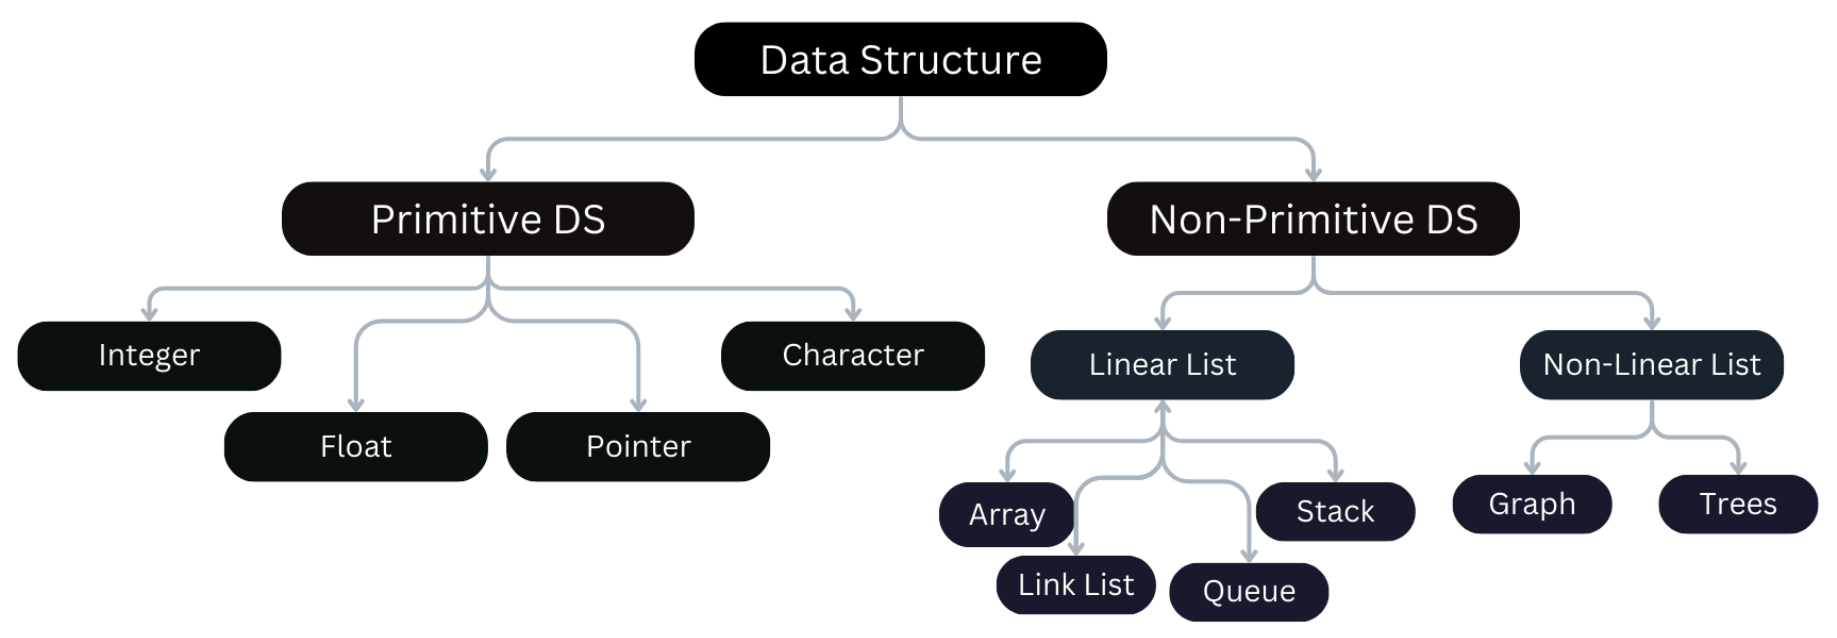 Data Structure
Primitive DS
Non-Primitive DS
Integer
Float
Pointer
Character
Linear List
Non-Linear List
Array
Link List
Queue
Stack
Graph
Trees